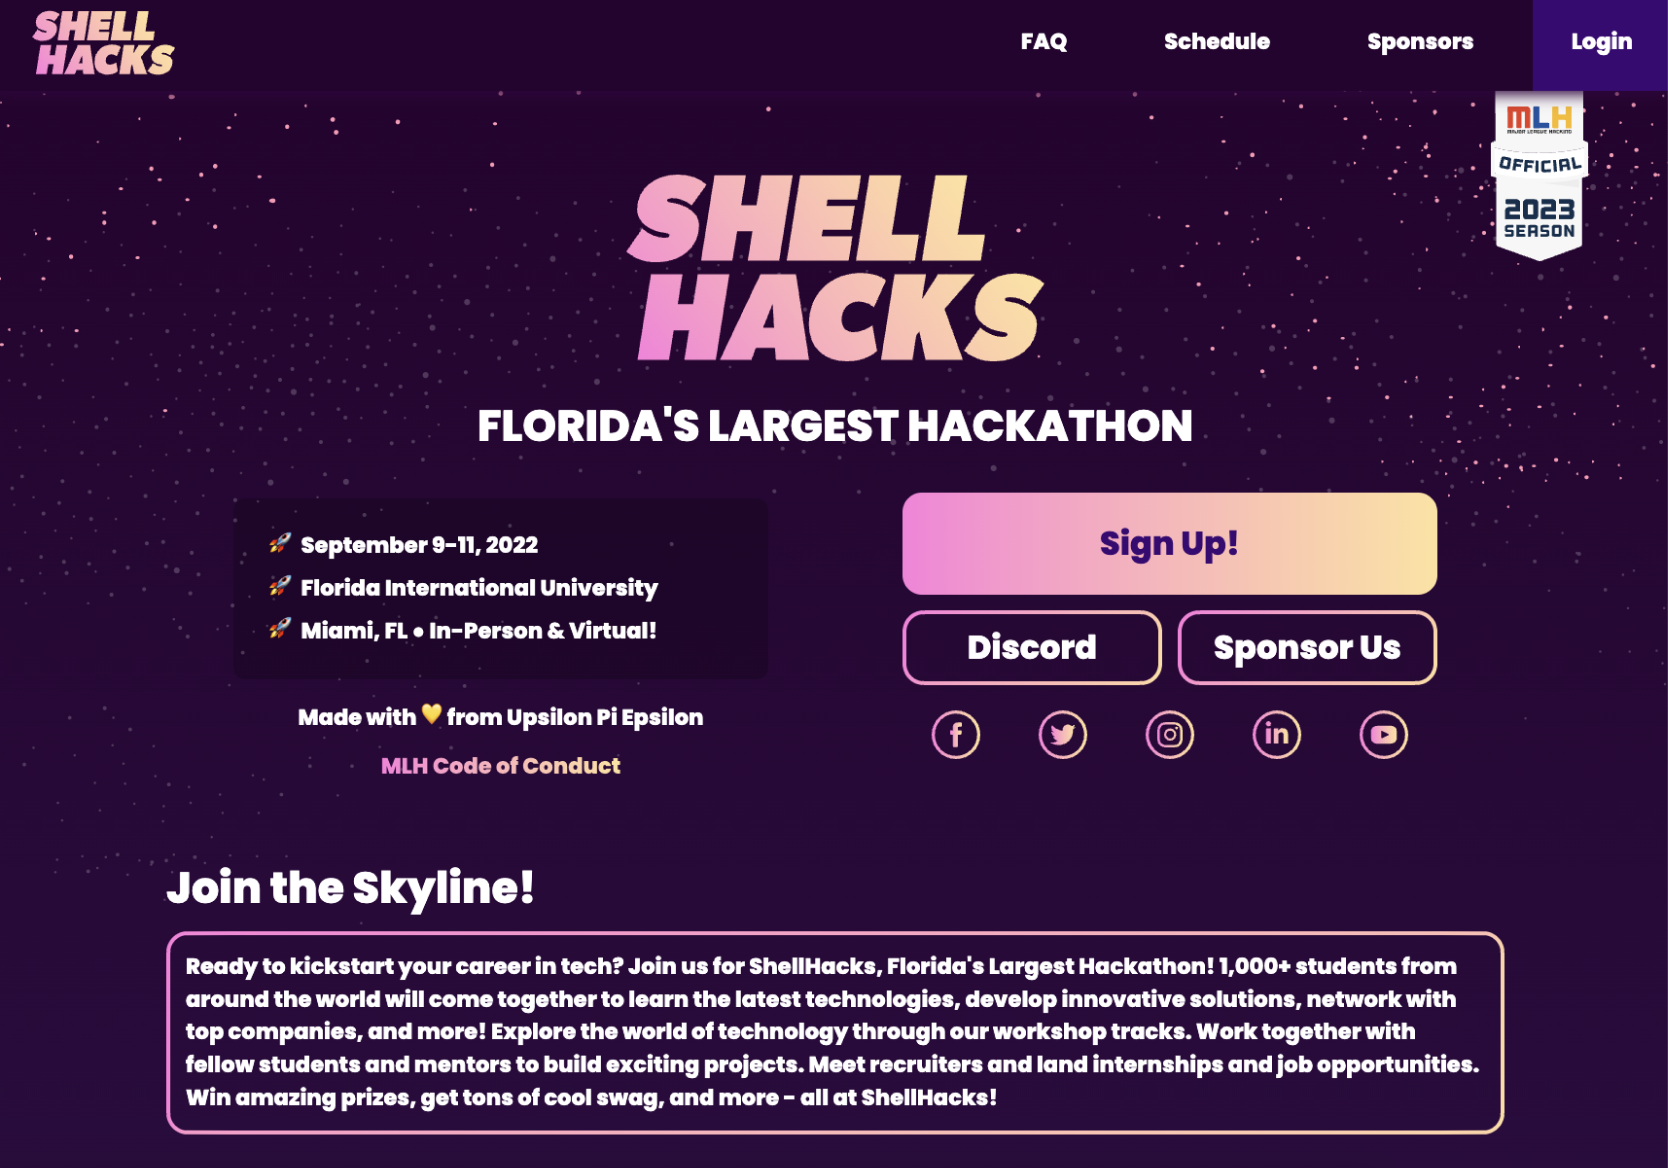 SHELL
HACKS
FAQ
Schedule
Sponsors
Login
MLH
MAJOR LEAGUE HACKING
OFFICIAL
2023
SEASON
SHELL
HACKS
FLORIDA'S LARGEST HACKATHON
🚀 September 9-11, 2022
🚀 Florida International University
🚀 Miami, FL ● In-Person & Virtual!
Made with 💛 from Upsilon Pi Epsilon
MLH Code of Conduct
Sign Up!
Discord
Sponsor Us
Join the Skyline!
Ready to kickstart your career in tech? Join us for ShellHacks, Florida's Largest Hackathon! 1,000+ students from
around the world will come together to learn the latest technologies, develop innovative solutions, network with
top companies, and more! Explore the world of technology through our workshop tracks. Work together with
fellow students and mentors to build exciting projects. Meet recruiters and land internships and job opportunities.
Win amazing prizes, get tons of cool swag, and more - all at ShellHacks!